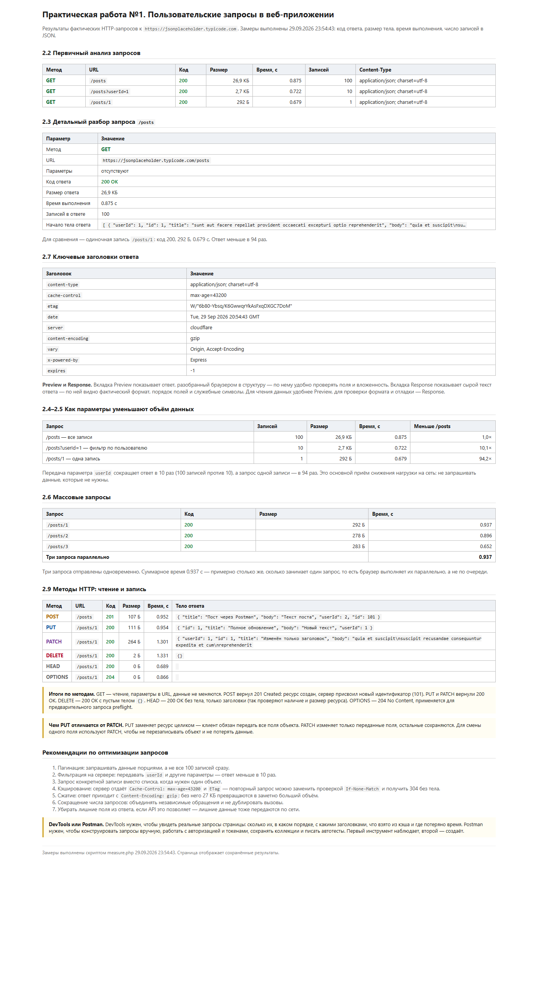 Практическая работа №1. Пользовательские запросы в веб-приложении
Результаты фактических HTTP-запросов к https://jsonplaceholder.typicode.com. Замеры выполнены 29.09.2026 23:54:43: код ответа, размер тела, время выполнения, число записей в
JSON.
2.2 Первичный анализ запросов
Метод URL Код Размер Время, с Записей Content-Type
GET /posts 200 26,9 КБ 0.875 100 application/json; charset=utf-8
GET /posts?userId=1 200 2,7 КБ 0.722 10 application/json; charset=utf-8
GET /posts/1 200 292 Б 0.679 1 application/json; charset=utf-8
2.3 Детальный разбор запроса /posts
Параметр Значение
Метод GET
URL https://jsonplaceholder.typicode.com/posts
Параметры отсутствуют
Код ответа 200 OK
Размер ответа 26,9 КБ
Время выполнения 0.875 с
Записей в ответе 100
Начало тела ответа [ { "userId": 1, "id": 1, "title": "sunt aut facere repellat provident occaecati excepturi optio reprehenderit", "body": "quia et suscipit\nsu…
Для сравнения — одиночная запись /posts/1: код 200, 292 Б, 0.679 с. Ответ меньше в 94 раз.
2.7 Ключевые заголовки ответа
Заголовок Значение
content-type application/json; charset=utf-8
cache-control max-age=43200
etag W/"6b80-Ybsq/K6GwwqrYkAsFxqDXGC7DoM"
date Tue, 29 Sep 2026 20:54:43 GMT
server cloudflare
content-encoding gzip
vary Origin, Accept-Encoding
x-powered-by Express
expires -1
Preview и Response. Вкладка Preview показывает ответ, разобранный браузером в структуру — по нему удобно проверять поля и вложенность. Вкладка Response показывает сырой текст
ответа — по ней видно фактический формат, порядок полей и служебные символы. Для чтения данных удобнее Preview, для проверки формата и отладки — Response.
2.4–2.5 Как параметры уменьшают объём данных
Запрос Записей Размер Время, с Меньше /posts
/posts — все записи 100 26,9 КБ 0.875 1,0×
/posts?userId=1 — фильтр по пользователю 10 2,7 КБ 0.722 10,1×
/posts/1 — одна запись 1 292 Б 0.679 94,2×
Передача параметра userId сокращает ответ в 10 раз (100 записей против 10), а запрос одной записи — в 94 раз. Это основной приём снижения нагрузки на сеть: не запрашивать
данные, которые не нужны.
2.6 Массовые запросы
Запрос Код Размер Время, с
/posts/1 200 292 Б 0.937
/posts/2 200 278 Б 0.896
/posts/3 200 283 Б 0.652
Три запроса параллельно 0.937
Три запроса отправлены одновременно. Суммарное время 0.937 с — примерно столько же, сколько занимает один запрос, то есть браузер выполняет их параллельно, а не по очереди.
2.9 Методы HTTP: чтение и запись
Метод URL Код Размер Время, с Тело ответа
POST /posts 201 107 Б 0.952 { "title": "Пост через Postman", "body": "Текст поста", "userId": 2, "id": 101 }
PUT /posts/1 200 111 Б 0.954 { "id": 1, "title": "Полное обновление", "body": "Новый текст", "userId": 1 }
PATCH /posts/1 200 264 Б 1.301 { "userId": 1, "id": 1, "title": "Изменён только заголовок", "body": "quia et suscipit\nsuscipit recusandae consequuntur
expedita et cum\nreprehenderit
DELETE /posts/1 200 2 Б 1.331 {}
HEAD /posts/1 200 0 Б 0.689
OPTIONS /posts/1 204 0 Б 0.866
Итоги по методам. GET — чтение, параметры в URL, данные не меняются. POST вернул 201 Created: ресурс создан, сервер присвоил новый идентификатор (101). PUT и PATCH вернули 200
OK. DELETE — 200 OK с пустым телом {}. HEAD — 200 OK без тела, только заголовки (так проверяют наличие и размер ресурса). OPTIONS — 204 No Content, применяется для
предварительного запроса preflight.
Чем PUT отличается от PATCH. PUT заменяет ресурс целиком — клиент обязан передать все поля объекта. PATCH изменяет только переданные поля, остальные сохраняются. Для смены
одного поля используют PATCH, чтобы не перезаписывать объект и не потерять данные.
Рекомендации по оптимизации запросов
1. Пагинация: запрашивать данные порциями, а не все 100 записей сразу.
2. Фильтрация на сервере: передавать userId и другие параметры — ответ меньше в 10 раз.
3. Запрос конкретной записи вместо списка, когда нужен один объект.
4. Кэширование: сервер отдаёт Cache-Control: max-age=43200 и ETag — повторный запрос можно заменить проверкой If-None-Match и получить 304 без тела.
5. Сжатие: ответ приходит с Content-Encoding: gzip; без него 27 КБ превращаются в заметно больший объём.
6. Сокращение числа запросов: объединять независимые обращения и не дублировать вызовы.
7. Убирать лишние поля из ответа, если API это позволяет — лишние данные тоже передаются по сети.
DevTools или Postman. DevTools нужен, чтобы увидеть реальные запросы страницы: сколько их, в каком порядке, с какими заголовками, что взято из кэша и где потеряно время. Postman
нужен, чтобы конструировать запросы вручную, работать с авторизацией и токенами, сохранять коллекции и писать автотесты. Первый инструмент наблюдает, второй — создаёт.
Замеры выполнены скриптом measure.php 29.09.2026 23:54:43. Страница отображает сохранённые результаты.